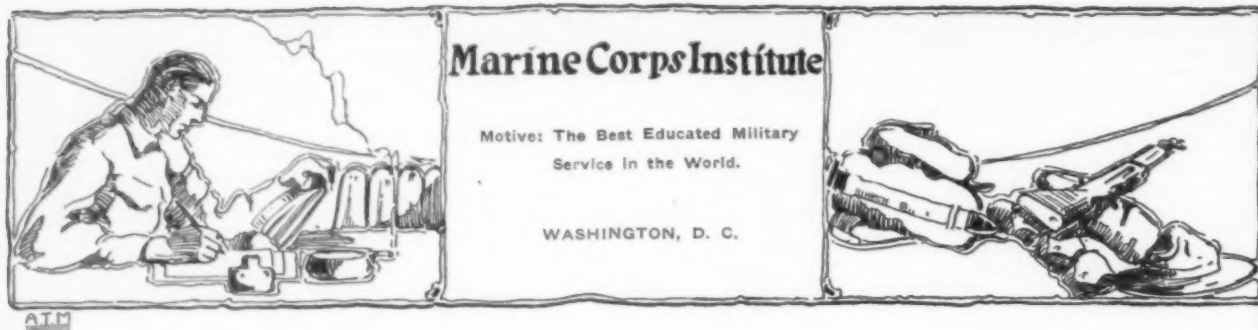 Marine Corps Institute
Motive: The Best Educated Military
Service in the World.
WASHINGTON, D. C.
A.T.M